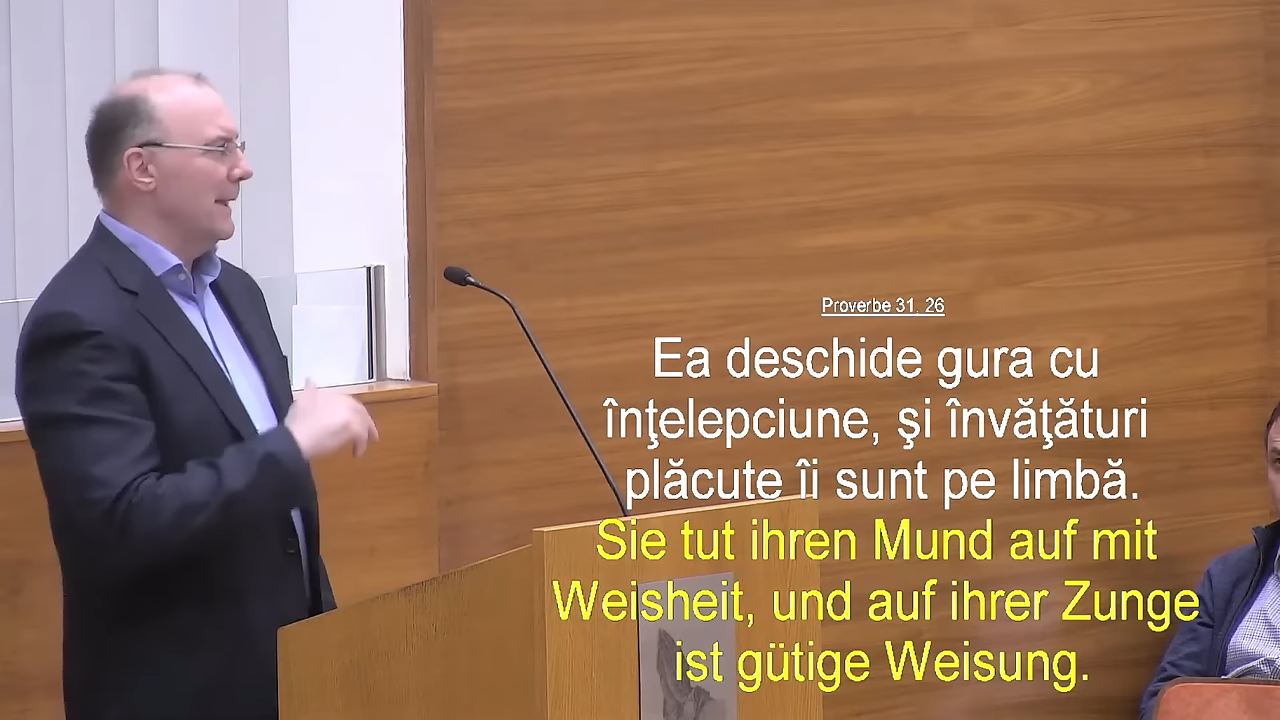 Proverbe 31, 26
Ea deschide gura cu
înţelepciune, şi învăţături
plăcute îi sunt pe limbă.
Sie tut ihren Mund auf mit
Weisheit, und auf ihrer Zunge
ist gütige Weisung.